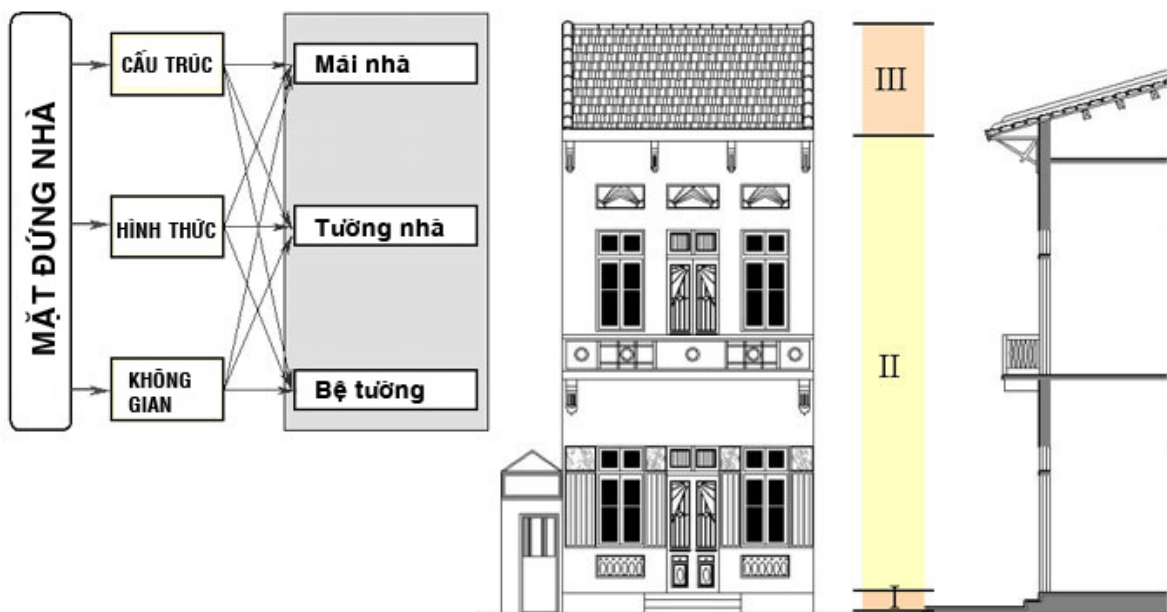 MẶT ĐỨNG NHÀ
CẤU TRÚC
HÌNH THỨC
KHÔNG
GIAN
Mái nhà
Tường nhà
Bệ tường
III
II
I